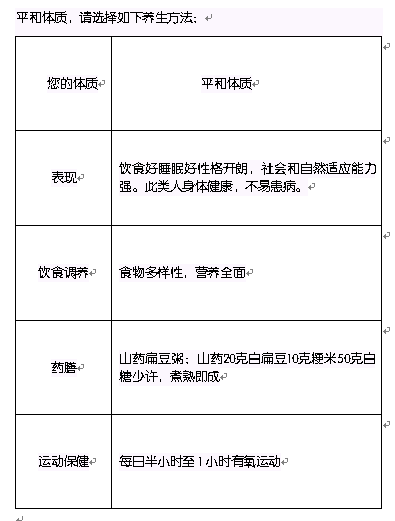 平和体质，请选择如下养生方法：
您的体质
平和体质
表现
饮食好睡眠好性格开朗，社会和自然适应能力
强。此类人身体健康，不易患病。
饮食调养
食物多样性，营养全面
药膳
山药扁豆粥：山药20克白扁豆10克粳米50克白
糖少许，煮熟即成
运动保健
每日半小时至1小时有氧运动